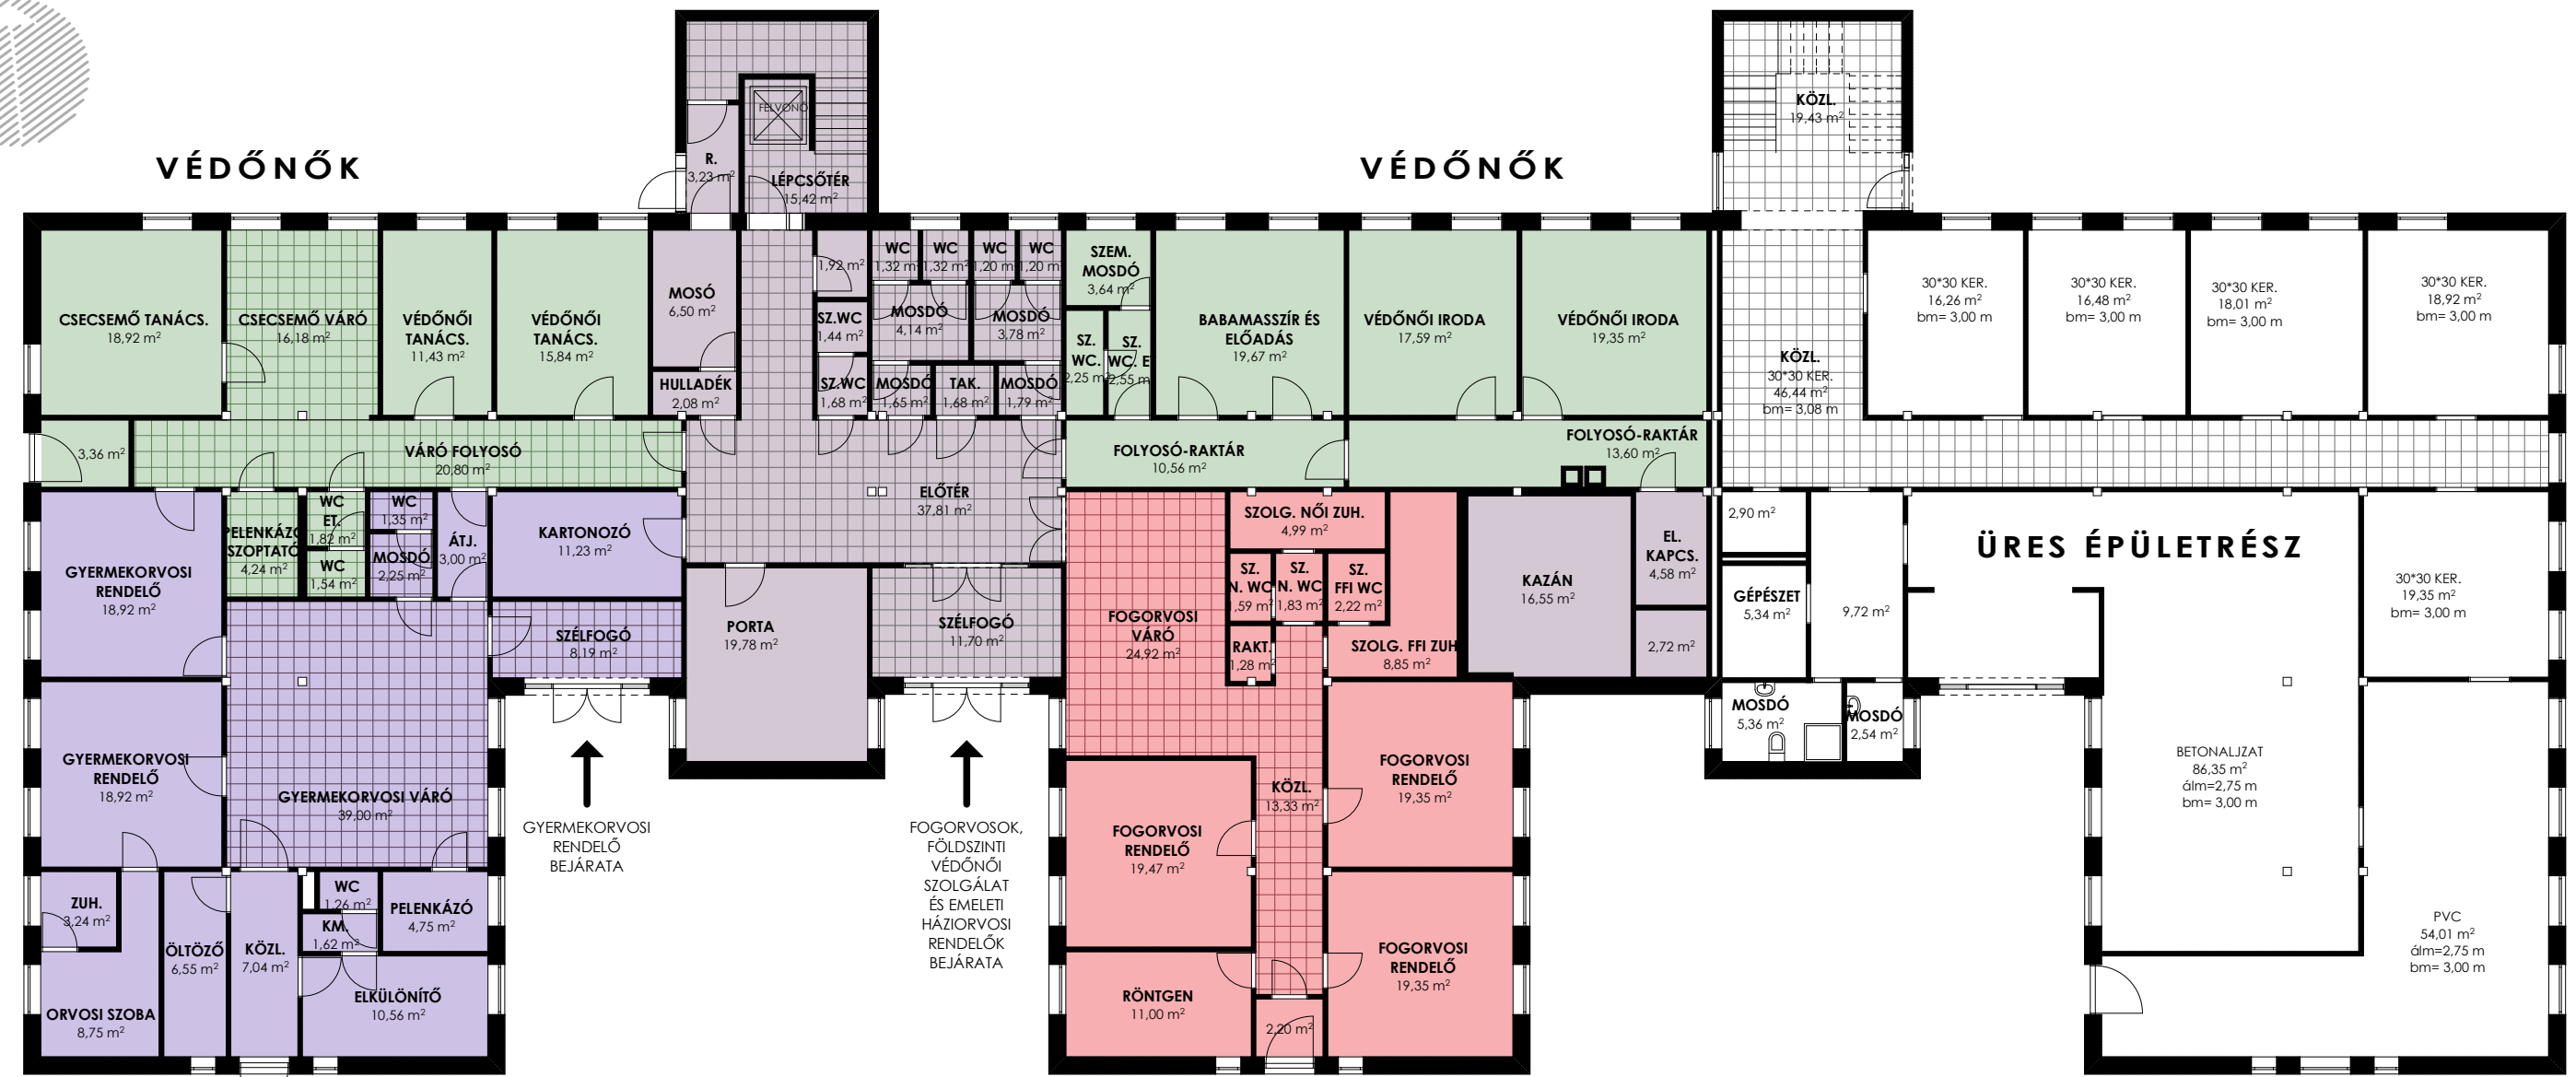 VÉDŐNŐK
VÉDŐNŐK
FELVONÓ
R.
3,23 m²
LÉPCSŐTÉR
15,42 m²
KÖZL.
19,43 m²
CSECSEMŐ TANÁCS.
18,92 m²
CSECSEMŐ VÁRÓ
16,18 m²
VÉDŐNŐI
TANÁCS.
11,43 m²
VÉDŐNŐI
TANÁCS.
15,84 m²
MOSÓ
6,50 m²
HULLADÉK
2,08 m²
1,92 m²
SZ.WC
1,44 m²
SZ.WC
1,68 m²
WC
1,32 m²
WC
1,32 m²
WC
1,20 m²
WC
1,20 m²
MOSDÓ
4,14 m²
MOSDÓ
3,78 m²
MOSDÓ
1,65 m²
TAK.
1,68 m²
MOSDÓ
1,79 m²
SZEM.
MOSDÓ
3,64 m²
SZ.
WC.
2,25 m²
SZ.
WC. E
2,55 m²
BABAMASSZÍR ÉS
ELŐADÁS
19,67 m²
VÉDŐNŐI IRODA
17,59 m²
VÉDŐNŐI IRODA
19,35 m²
KÖZL.
30*30 KER.
46,44 m²
bm= 3,08 m
30*30 KER.
16,26 m²
bm= 3,00 m
30*30 KER.
16,48 m²
bm= 3,00 m
30*30 KER.
18,01 m²
bm= 3,00 m
30*30 KER.
18,92 m²
bm= 3,00 m
3,36 m²
VÁRÓ FOLYOSÓ
20,80 m²
ELŐTÉR
37,81 m²
FOLYOSÓ-RAKTÁR
10,56 m²
FOLYOSÓ-RAKTÁR
13,60 m²
GYERMEKORVOSI
RENDELŐ
18,92 m²
PELENKÁZÓ
SZOPTATÓ
4,24 m²
WC
ET.
1,82 m²
WC
1,54 m²
WC
1,35 m²
MOSDÓ
2,25 m²
ÁTJ.
3,00 m²
KARTONOZÓ
11,23 m²
SZÉLFOGÓ
8,19 m²
PORTA
19,78 m²
SZÉLFOGÓ
11,70 m²
FOGORVOSI
VÁRÓ
24,92 m²
SZOLG. NŐI ZUH.
4,99 m²
SZ.
N. WC
1,59 m²
SZ.
N. WC
1,83 m²
SZ.
FFI WC
2,22 m²
RAKT.
1,28 m²
SZOLG. FFI ZUH
8,85 m²
KAZÁN
16,55 m²
EL.
KAPCS.
4,58 m²
2,72 m²
2,90 m²
GÉPÉSZET
5,34 m²
9,72 m²
ÜRES ÉPÜLETRÉSZ
30*30 KER.
19,35 m²
bm= 3,00 m
MOSDÓ
5,36 m²
MOSDÓ
2,54 m²
BETONALJZAT
86,35 m²
álm=2,75 m
bm= 3,00 m
PVC
54,01 m²
álm=2,75 m
bm= 3,00 m
GYERMEKORVOSI
RENDELŐ
18,92 m²
GYERMEKORVOSI VÁRÓ
39,00 m²
GYERMEKORVOSI
RENDELŐ
BEJÁRATA
FOGORVOSOK,
FÖLDSZINTI
VÉDŐNŐI
SZOLGÁLAT
ÉS EMELETI
HÁZIORVOSI
RENDELŐK
BEJÁRATA
FOGORVOSI
RENDELŐ
19,47 m²
KÖZL.
13,33 m²
FOGORVOSI
RENDELŐ
19,35 m²
FOGORVOSI
RENDELŐ
19,35 m²
RÖNTGEN
11,00 m²
2,20 m²
ZUH.
3,24 m²
ORVOSI SZOBA
8,75 m²
ÖLTÖZŐ
6,55 m²
KÖZL.
7,04 m²
WC
1,26 m²
KM.
1,62 m²
PELENKÁZÓ
4,75 m²
ELKÜLÖNÍTŐ
10,56 m²